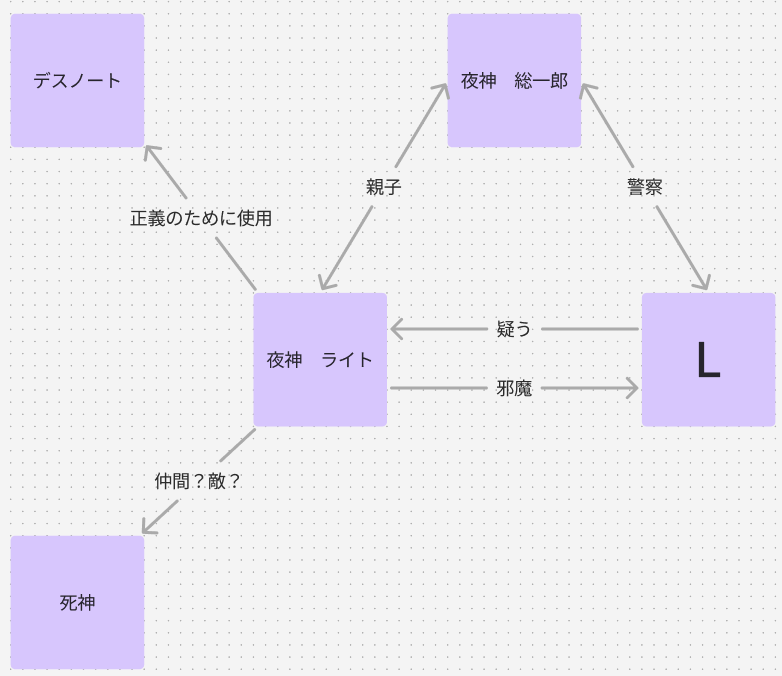 デスノート
夜神　総一郎
親子
警察
正義のために使用
疑う
夜神　ライト
L
邪魔
仲間？敵？
死神